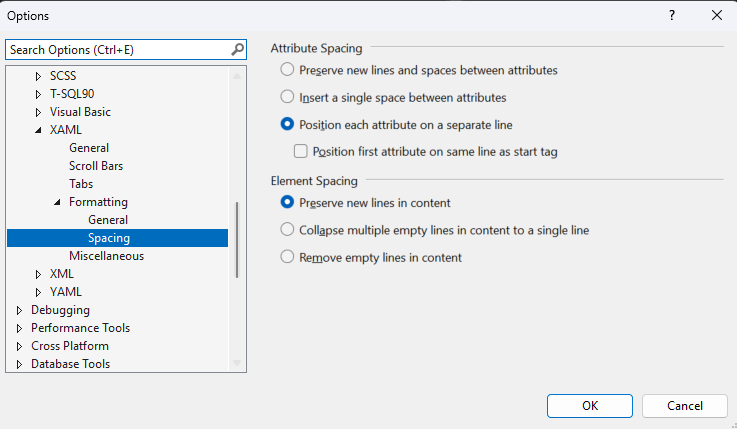 Options
?
Search Options (Ctrl+E)
SCSS
T-SQL90
Visual Basic
XAML
General
Scroll Bars
Tabs
Formatting
General
Spacing
Miscellaneous
XML
YAML
Debugging
Performance Tools
Cross Platform
Database Tools
Attribute Spacing
Preserve new lines and spaces between attributes
Insert a single space between attributes
Position each attribute on a separate line
Position first attribute on same line as start tag
Element Spacing
Preserve new lines in content
Collapse multiple empty lines in content to a single line
Remove empty lines in content
OK
Cancel